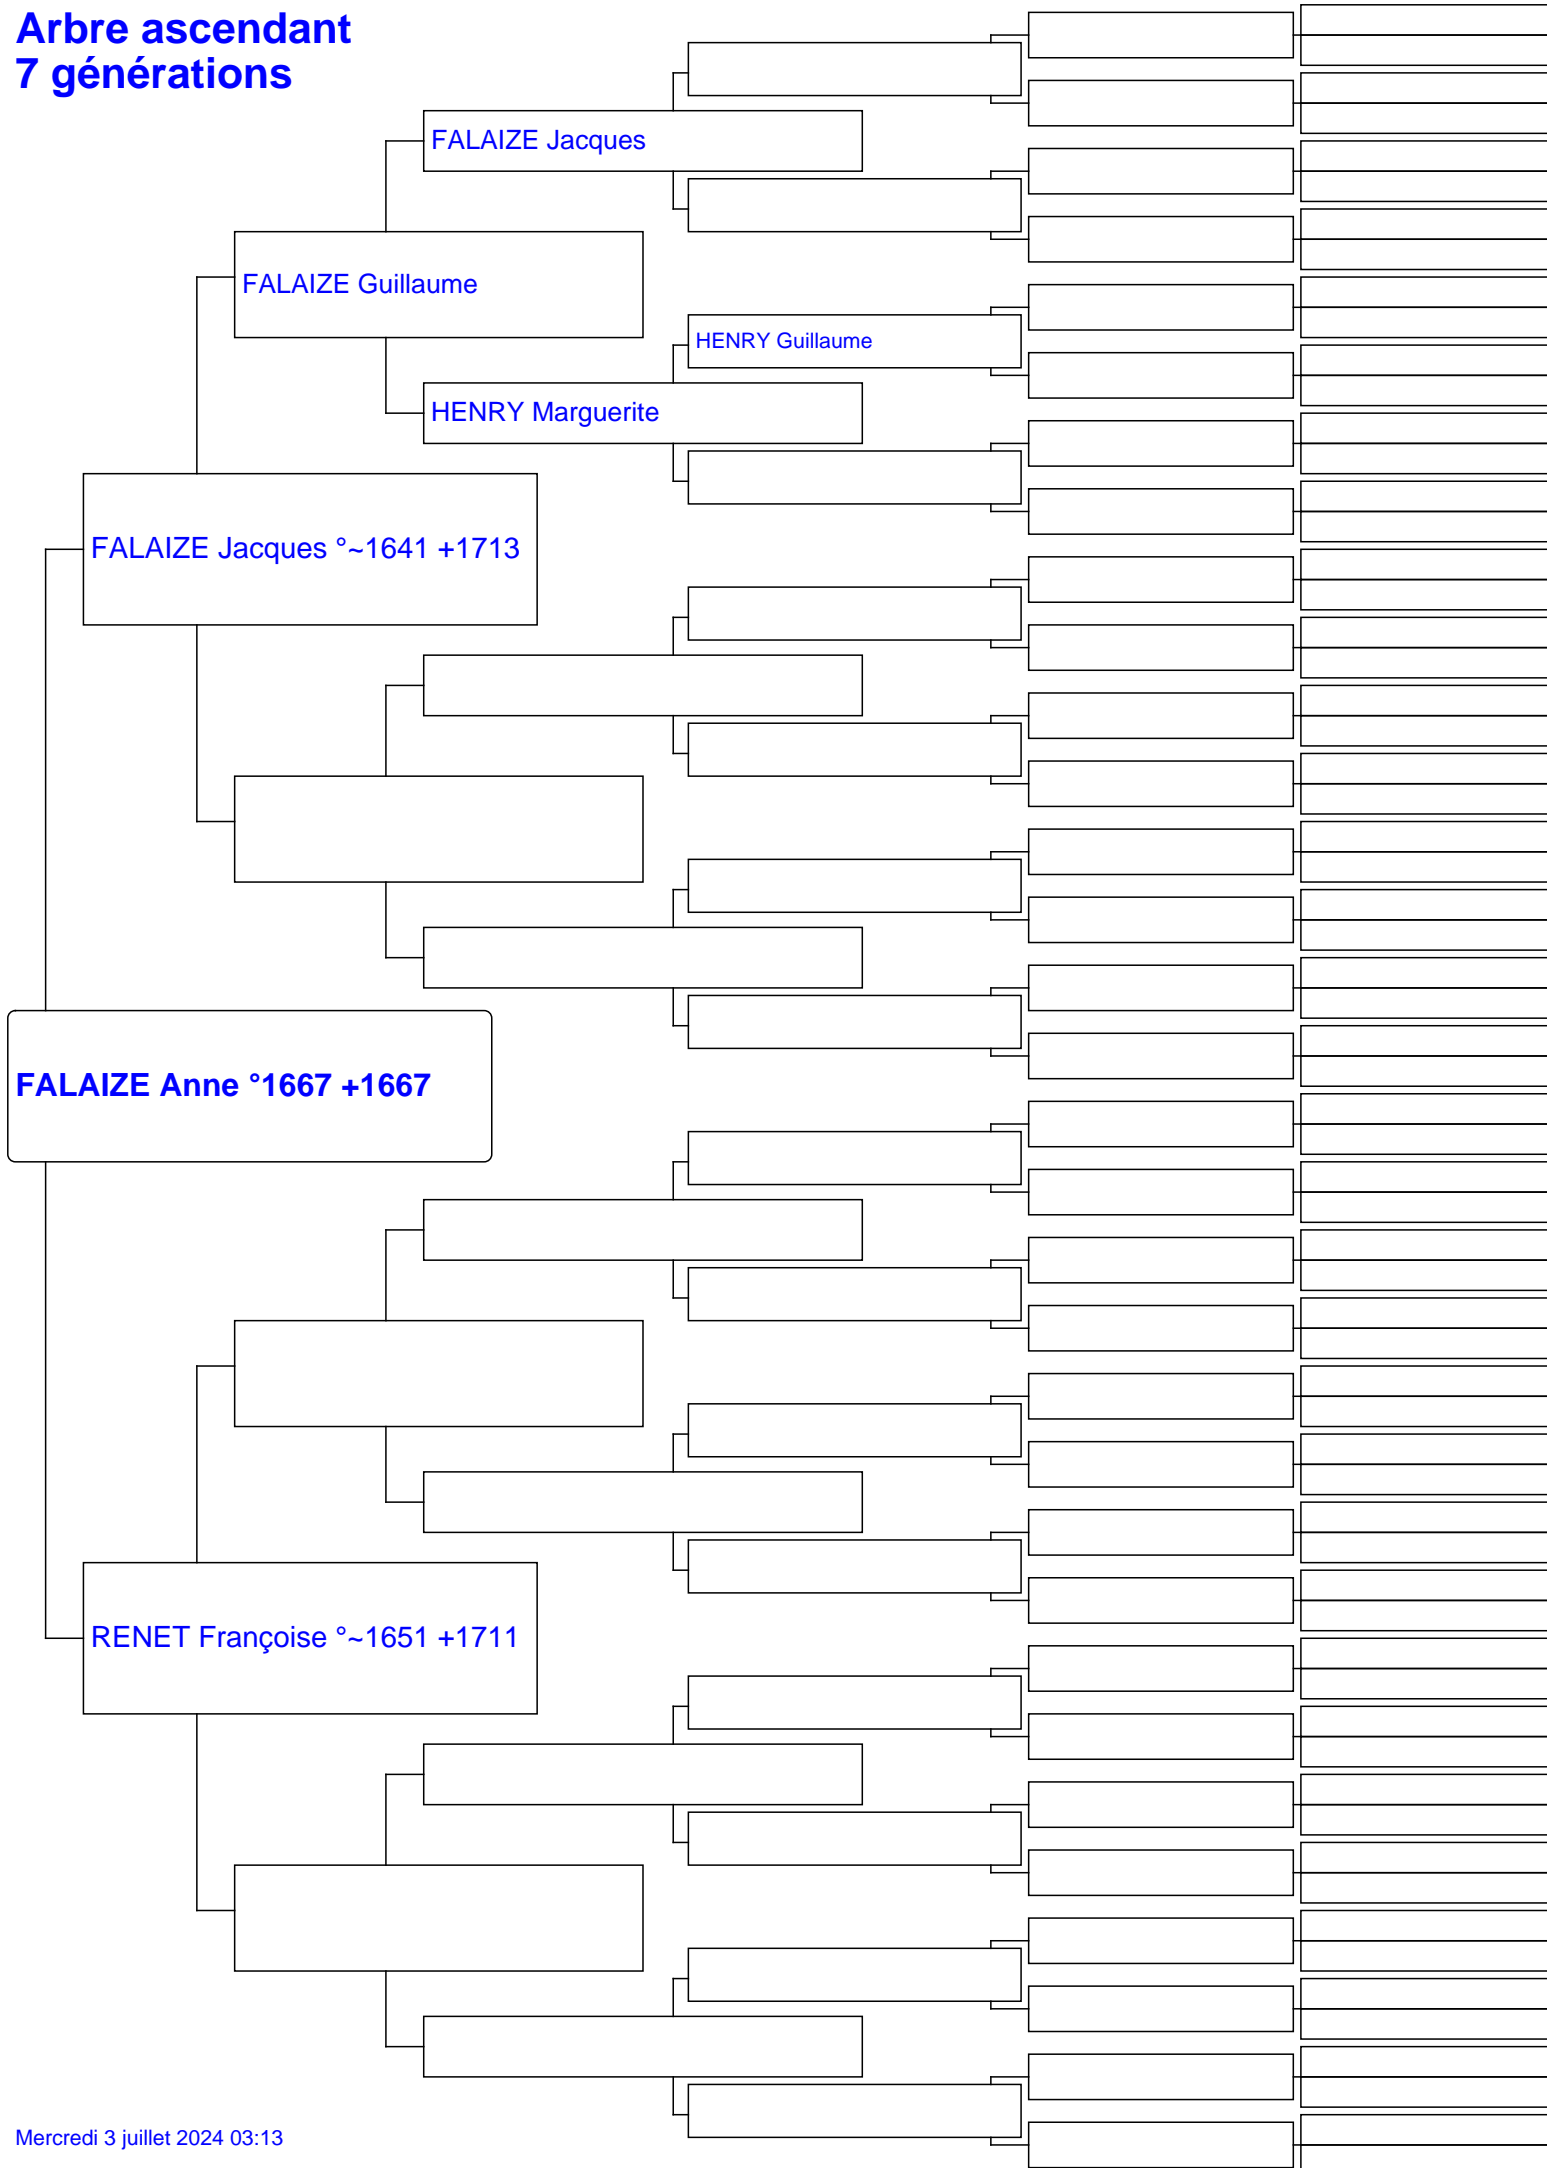 Arbre ascendant
7 générations
FALAIZE Jacques
FALAIZE Guillaume
HENRY Guillaume
HENRY Marguerite
FALAIZE Jacques °~1641 +1713
FALAIZE Anne °1667 +1667
RENET Françoise °~1651 +1711
Mercredi 3 juillet 2024 03:13